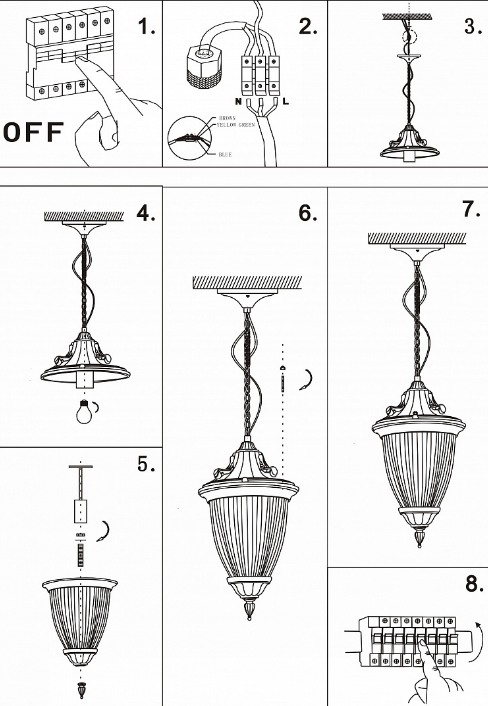 1.
OFF
2.
N L
BROWN
YELLOW GREEN
BLUE
3.
4.
5.
6.
7.
8.